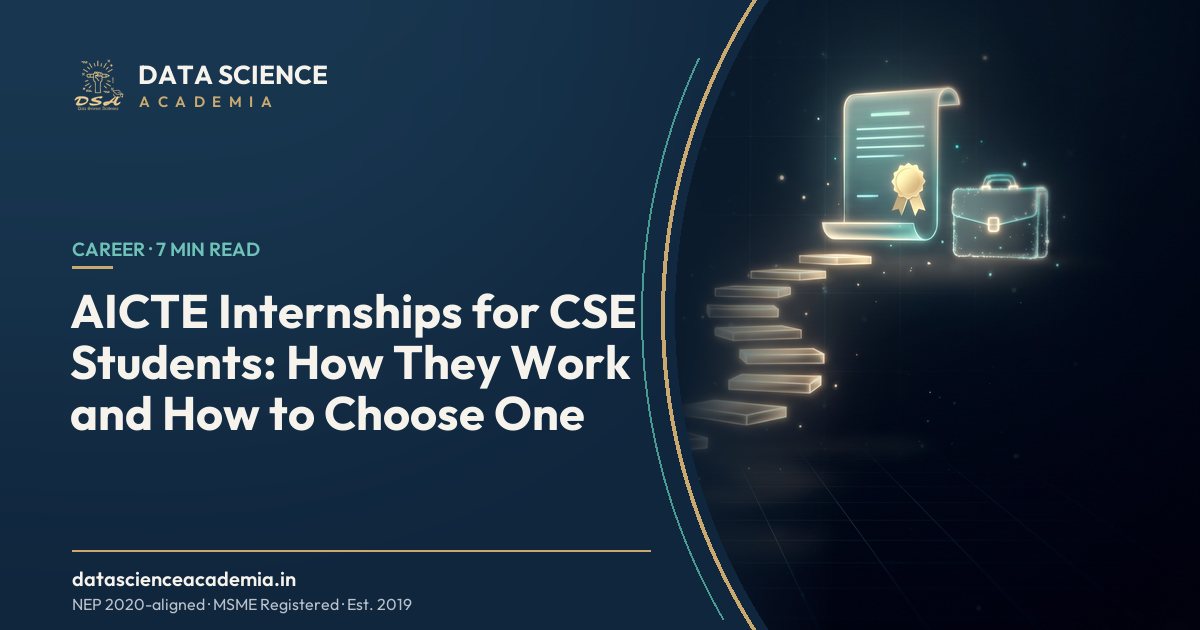 DATA SCIENCE
ACADEMIA
DSA
CAREER · 7 MIN READ
AICTE Internships for CSE
Students: How They Work
and How to Choose One
datascienceacademia.in
NEP 2020-aligned · MSME Registered · Est. 2019